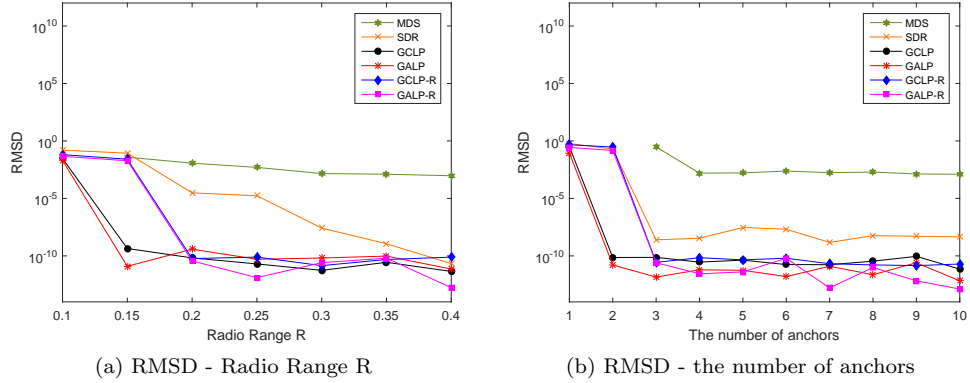 10^10
10^5
10^0
10^-5
10^-10
RMSD
MDS
SDR
GCLP
GALP
GCLP-R
GALP-R
0.1 0.15 0.2 0.25 0.3 0.35 0.4
Radio Range R
(a) RMSD - Radio Range R
10^10
10^5
10^0
10^-5
10^-10
RMSD
MDS
SDR
GCLP
GALP
GCLP-R
GALP-R
1 2 3 4 5 6 7 8 9 10
The number of anchors
(b) RMSD - the number of anchors